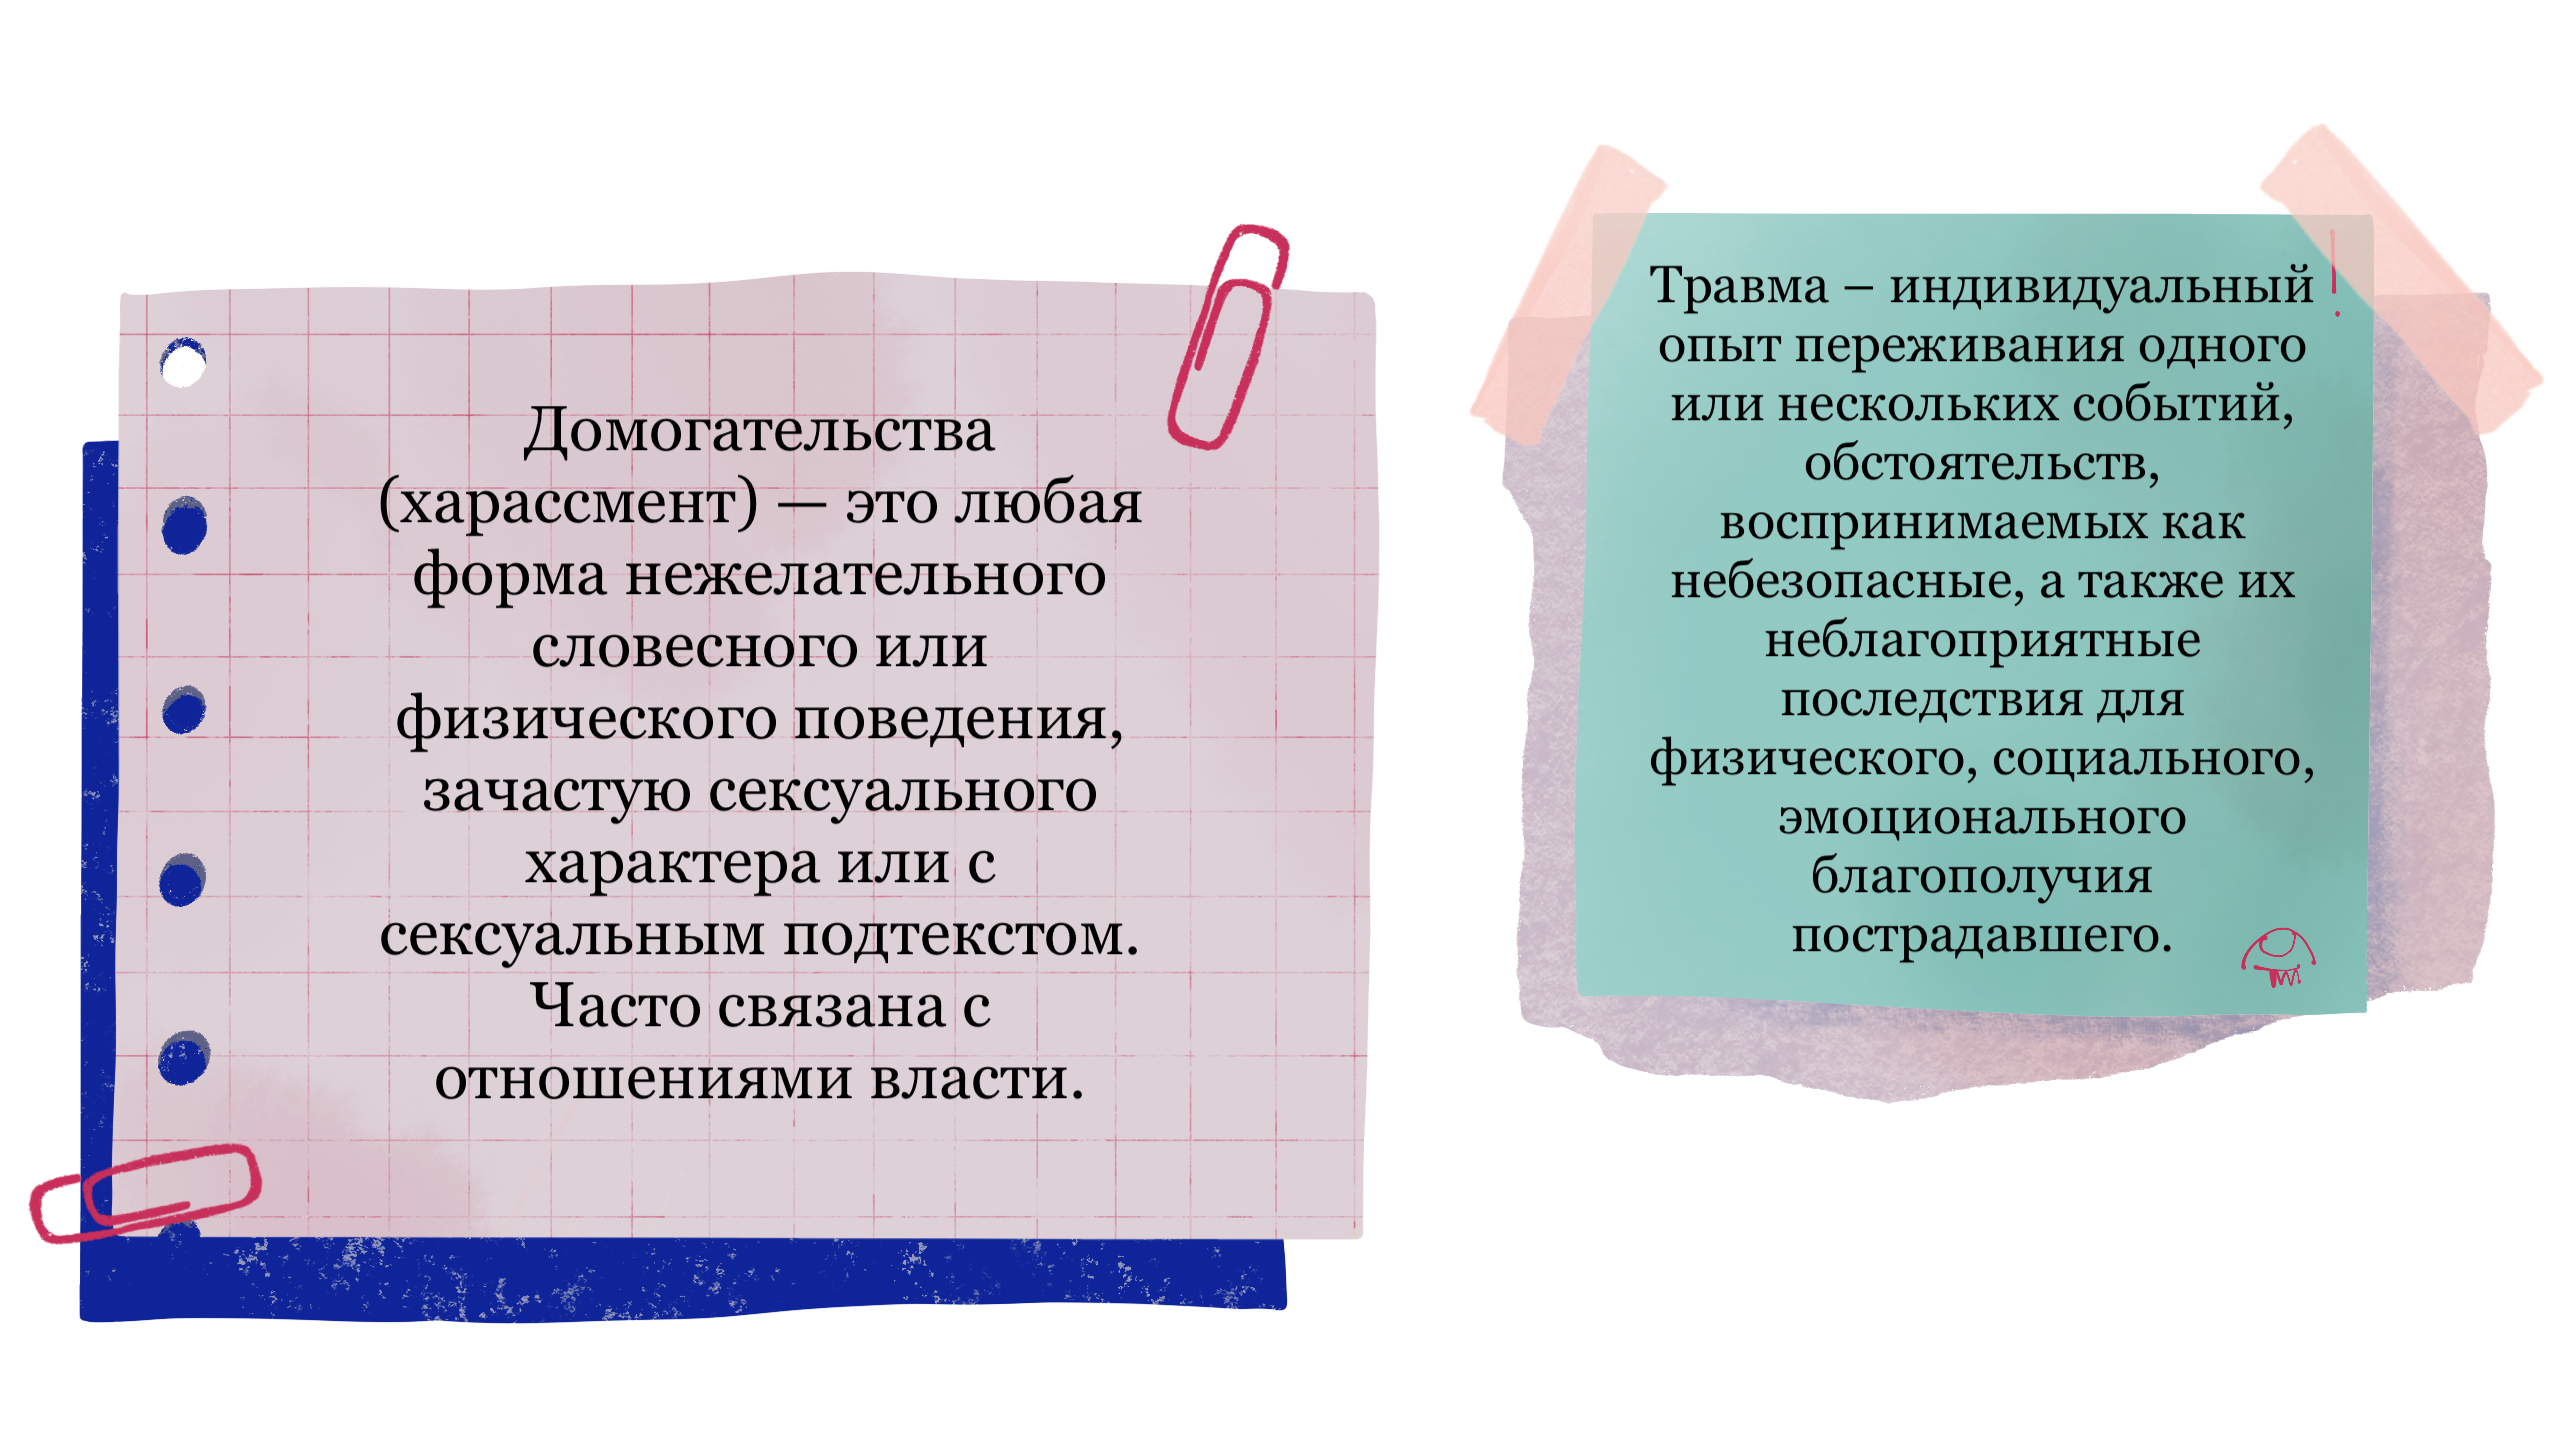 Домогательства
(харассмент) — это любая
форма нежелательного
словесного или
физического поведения,
зачастую сексуального
характера или с
сексуальным подтекстом.
Часто связана с
отношениями власти.
Травма – индивидуальный
опыт переживания одного
или нескольких событий,
обстоятельств,
воспринимаемых как
небезопасные, а также их
неблагоприятные
последствия для
физического, социального,
эмоционального
благополучия
пострадавшего.